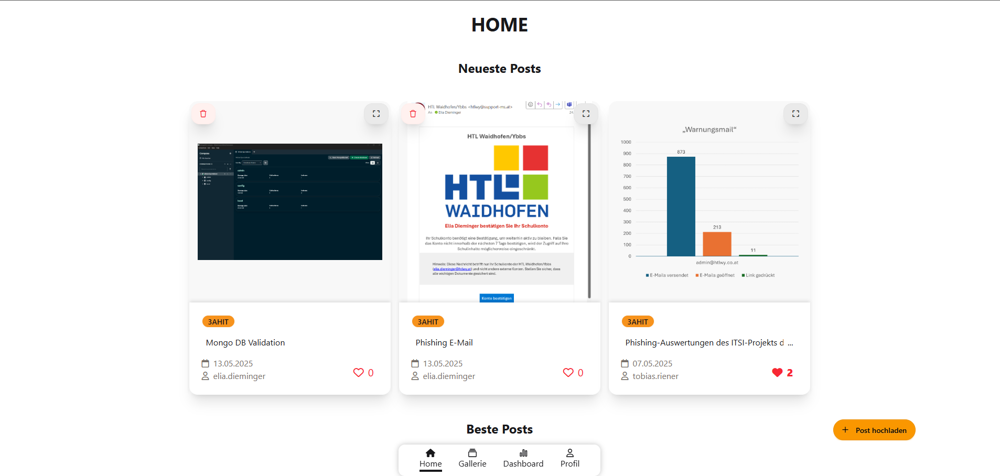 HOME
Neueste Posts
Compass
admin
config
local
HTL Waidhofen/Ybbs <htlwy@support-ms.at>
An Elia Dieminger
24
HTL Waidhofen/Ybbs
HTL
WAIDHOFEN
Elia Dieminger bestätigen Sie Ihr Schulkonto
Ihr Schulkonto benötigt eine Bestätigung, um weiterhin aktiv zu bleiben. Falls Sie
das Konto nicht innerhalb der nächsten 7 Tage bestätigen, wird der Zugriff auf Ihre
Schulinhalte möglicherweise eingeschränkt.
Hinweis: Diese Nachricht betrifft nur Ihr Schulkonto der HTL Waidhofen/Ybbs
(elia.dieminger@htlwy.at) und nicht andere externe Konten. Stellen Sie sicher, dass
alle wichtigen Dokumente gesichert sind.
Konto bestätigen
„Warnungsmail“
1000
900
800
700
600
500
400
300
200
100
0
873
213
11
admin@htlwy.co.at
E-Mails versendet E-Mails geöffnet Link gedrückt
3AHIT
Mongo DB Validation
13.05.2025
elia.dieminger
0
3AHIT
Phishing E-Mail
13.05.2025
elia.dieminger
0
3AHIT
Phishing-Auswertungen des ITSI-Projekts d ...
07.05.2025
tobias.riener
2
Beste Posts
+ Post hochladen
Home Gallerie Dashboard Profil